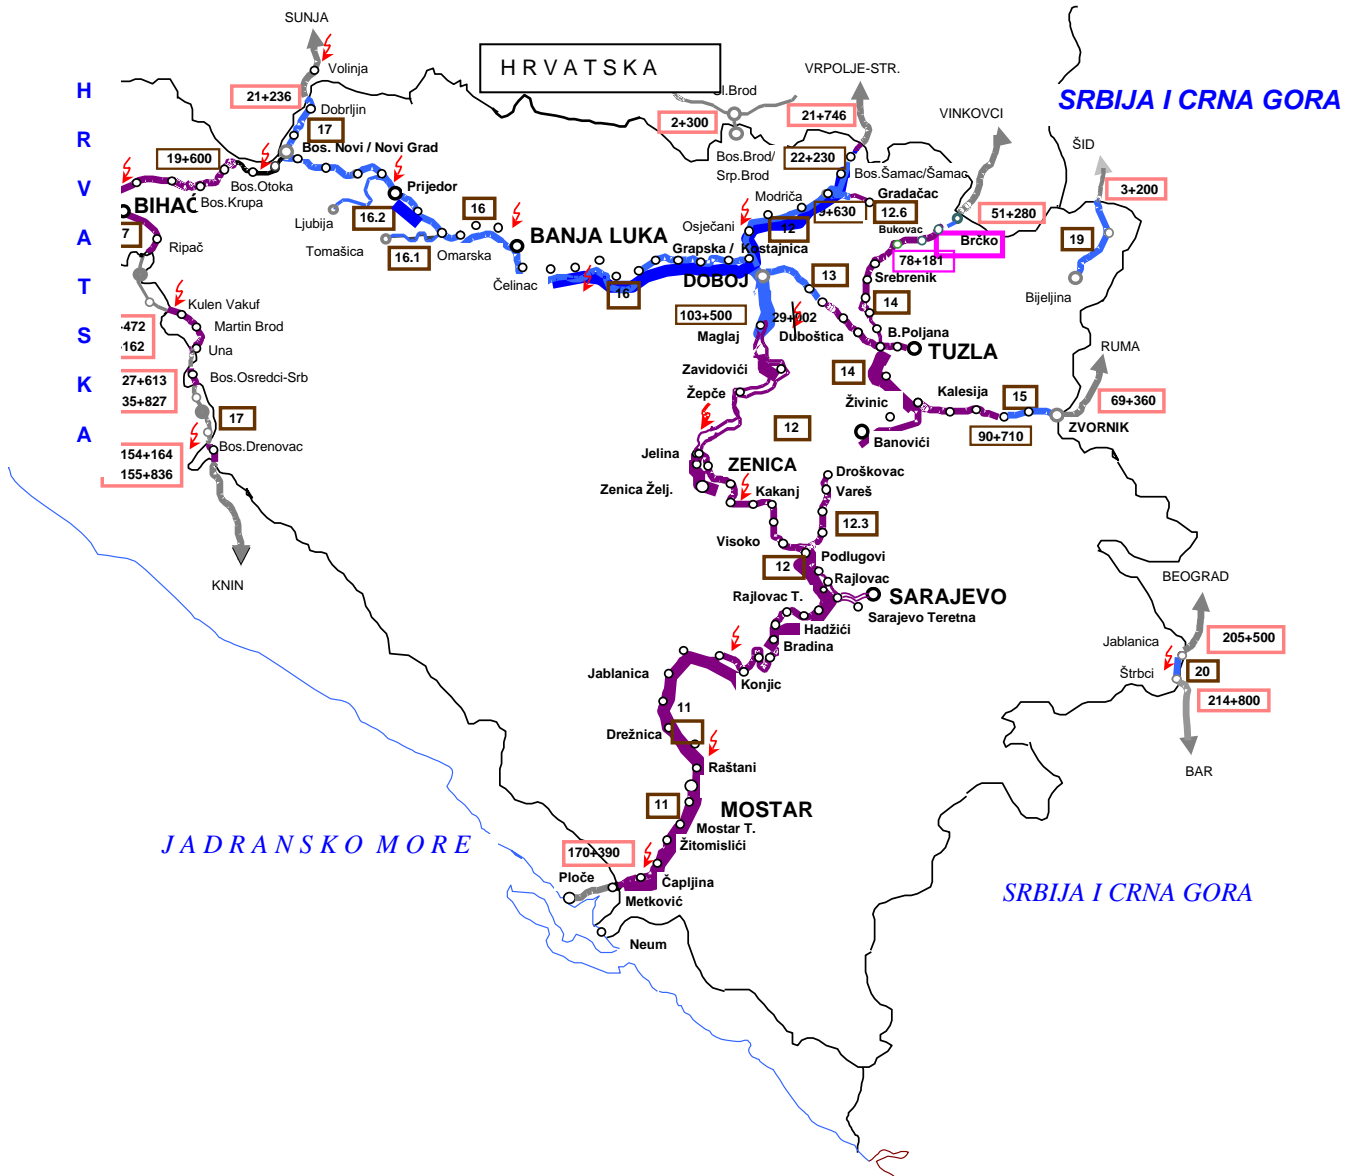 SUNJA
HRVATSKA
VRPOLJE-STR.
Volinja
SRBIJA I CRNA GORA
21+236
Dobrljin
Sl.Brod
2+300
21+746
VINKOVCI
17
ŠID
Bos. Novi / Novi Grad
19+600
Bos.Brod/
Srp.Brod
22+230
Bos.Šamac/Šamac
3+200
Bos.Otoka
Bos.Krupa
Prijedor
Modriča
Gradačac
HRVATSKA
BIHAĆ
Ljubija
16.2
16
Osječani
12
9+630
12.6
51+280
7
Ripač
Tomašica
16.1
Omarska
BANJA LUKA
Grapska / Kostajnica
Bukovac
Brčko
19
78+181
Čelinac
16
DOBOJ
13
Srebrenik
Bijeljina
Kulen Vakuf
14
472
162
Martin Brod
Una
103+500
29+002
Maglaj
Duboštica
B.Poljana
TUZLA
RUMA
27+613
35+827
Bos.Osredci-Srb
Zavidovići
14
Žepče
Kalesija
15
69+360
17
Živinic
12
Banovići
90+710
ZVORNIK
154+164
155+836
Bos.Drenovac
Jelina
ZENICA
Droškovac
Zenica Želj.
Kakanj
Vareš
12.3
Visoko
Podlugovi
KNIN
12
Rajlovac
BEOGRAD
Rajlovac T.
SARAJEVO
Sarajevo Teretna
Hadžići
Bradina
Jablanica
205+500
Jablanica
Konjic
Štrbci
20
214+800
11
Drežnica
Raštani
BAR
11
MOSTAR
Mostar T.
JADRANSKO MORE
Žitomislići
170+390
Ploče
Čapljina
Metković
SRBIJA I CRNA GORA
Neum